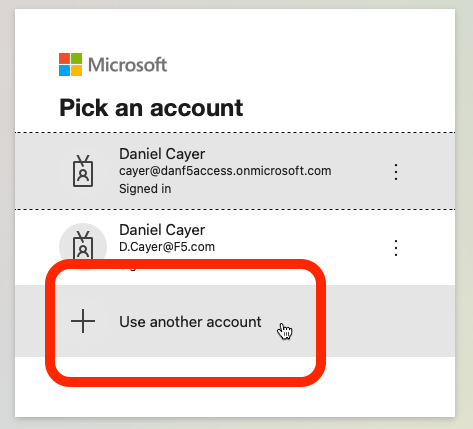 Microsoft
Pick an account
Daniel Cayer
cayer@danf5access.onmicrosoft.com
Signed in
Daniel Cayer
D.Cayer@F5.com
Use another account